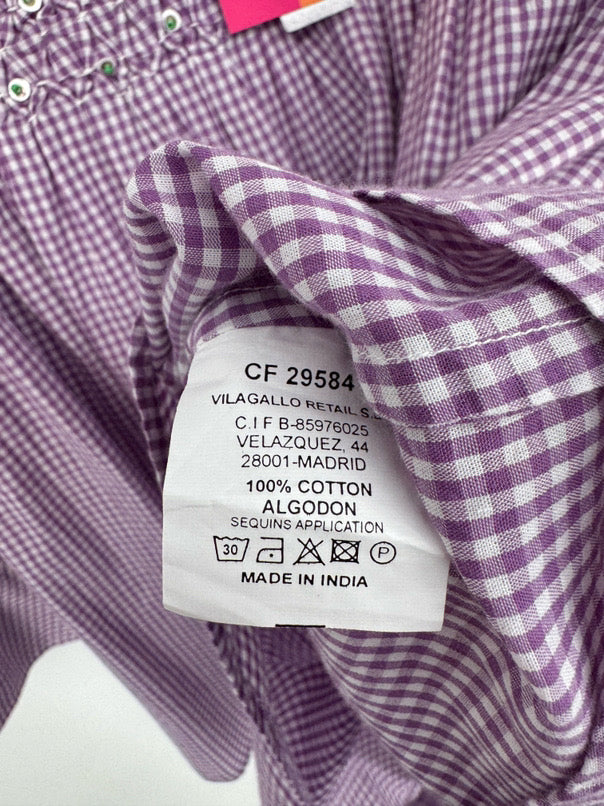 CF 29584
VILAGALLO RETAIL S.
C.I F B-85976025
VELAZQUEZ, 44
28001-MADRID
100% COTTON
ALGODON
SEQUINS APPLICATION
30 P
MADE IN INDIA